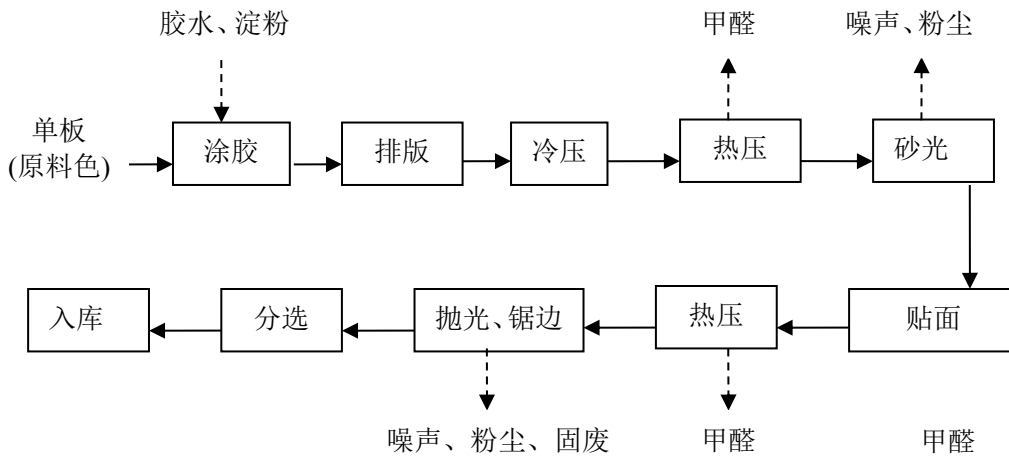 胶水、淀粉
甲醛
噪声、粉尘
单板
(原料色)
涂胶
排版
冷压
热压
砂光
入库
分选
抛光、锯边
热压
贴面
噪声、粉尘、固废
甲醛
甲醛